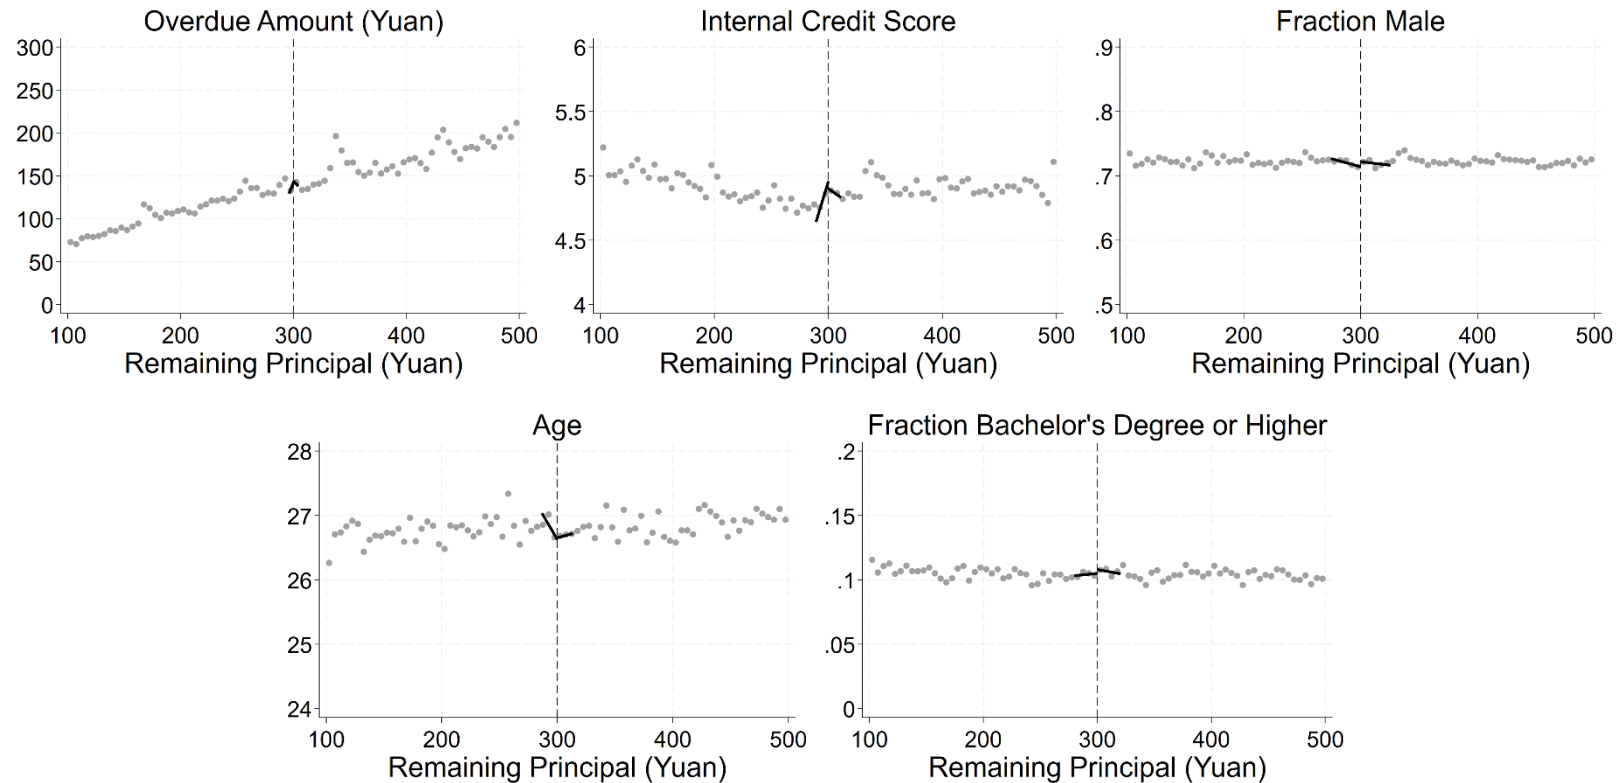 Overdue Amount (Yuan)
300
250
200
150
100
50
0
100 200 300 400 500
Remaining Principal (Yuan)
Internal Credit Score
6
5.5
5
4.5
4
100 200 300 400 500
Remaining Principal (Yuan)
Fraction Male
.9
.8
.7
.6
.5
100 200 300 400 500
Remaining Principal (Yuan)
Age
28
27
26
25
24
100 200 300 400 500
Remaining Principal (Yuan)
Fraction Bachelor's Degree or Higher
.2
.15
.1
.05
0
100 200 300 400 500
Remaining Principal (Yuan)